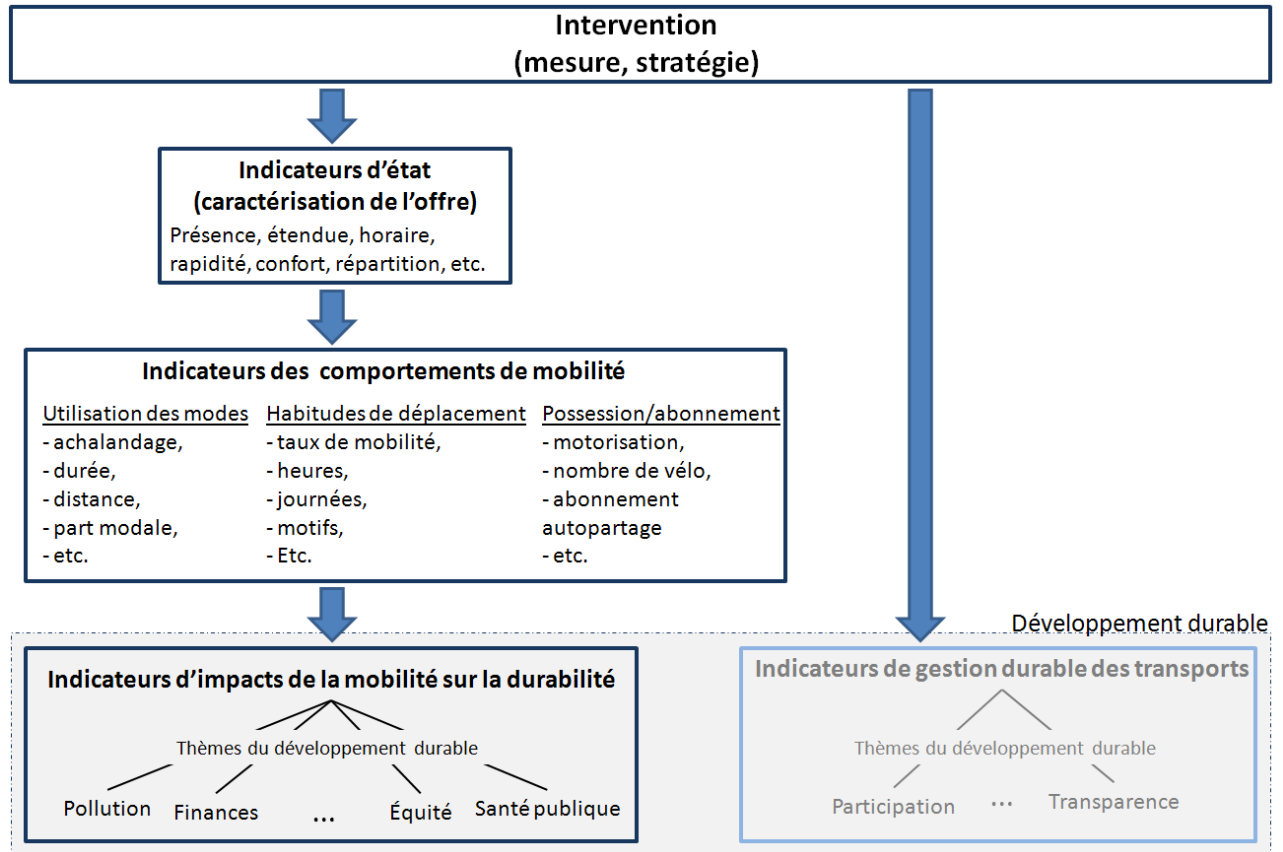 Intervention
(mesure, stratégie)
Indicateurs d'état
(caractérisation de l'offre)
Présence, étendue, horaire,
rapidité, confort, répartition, etc.
Indicateurs des comportements de mobilité
Utilisation des modes
- achalandage,
- durée,
- distance,
- part modale,
- etc.
Habitudes de déplacement
- taux de mobilité,
- heures,
- journées,
- motifs,
- Etc.
Possession/abonnement
- motorisation,
- nombre de vélo,
- abonnement
autopartage
- etc.
Développement durable
Indicateurs d'impacts de la mobilité sur la durabilité
Thèmes du développement durable
Pollution Finances ... Équité Santé publique
Indicateurs de gestion durable des transports
Thèmes du développement durable
Participation ... Transparence